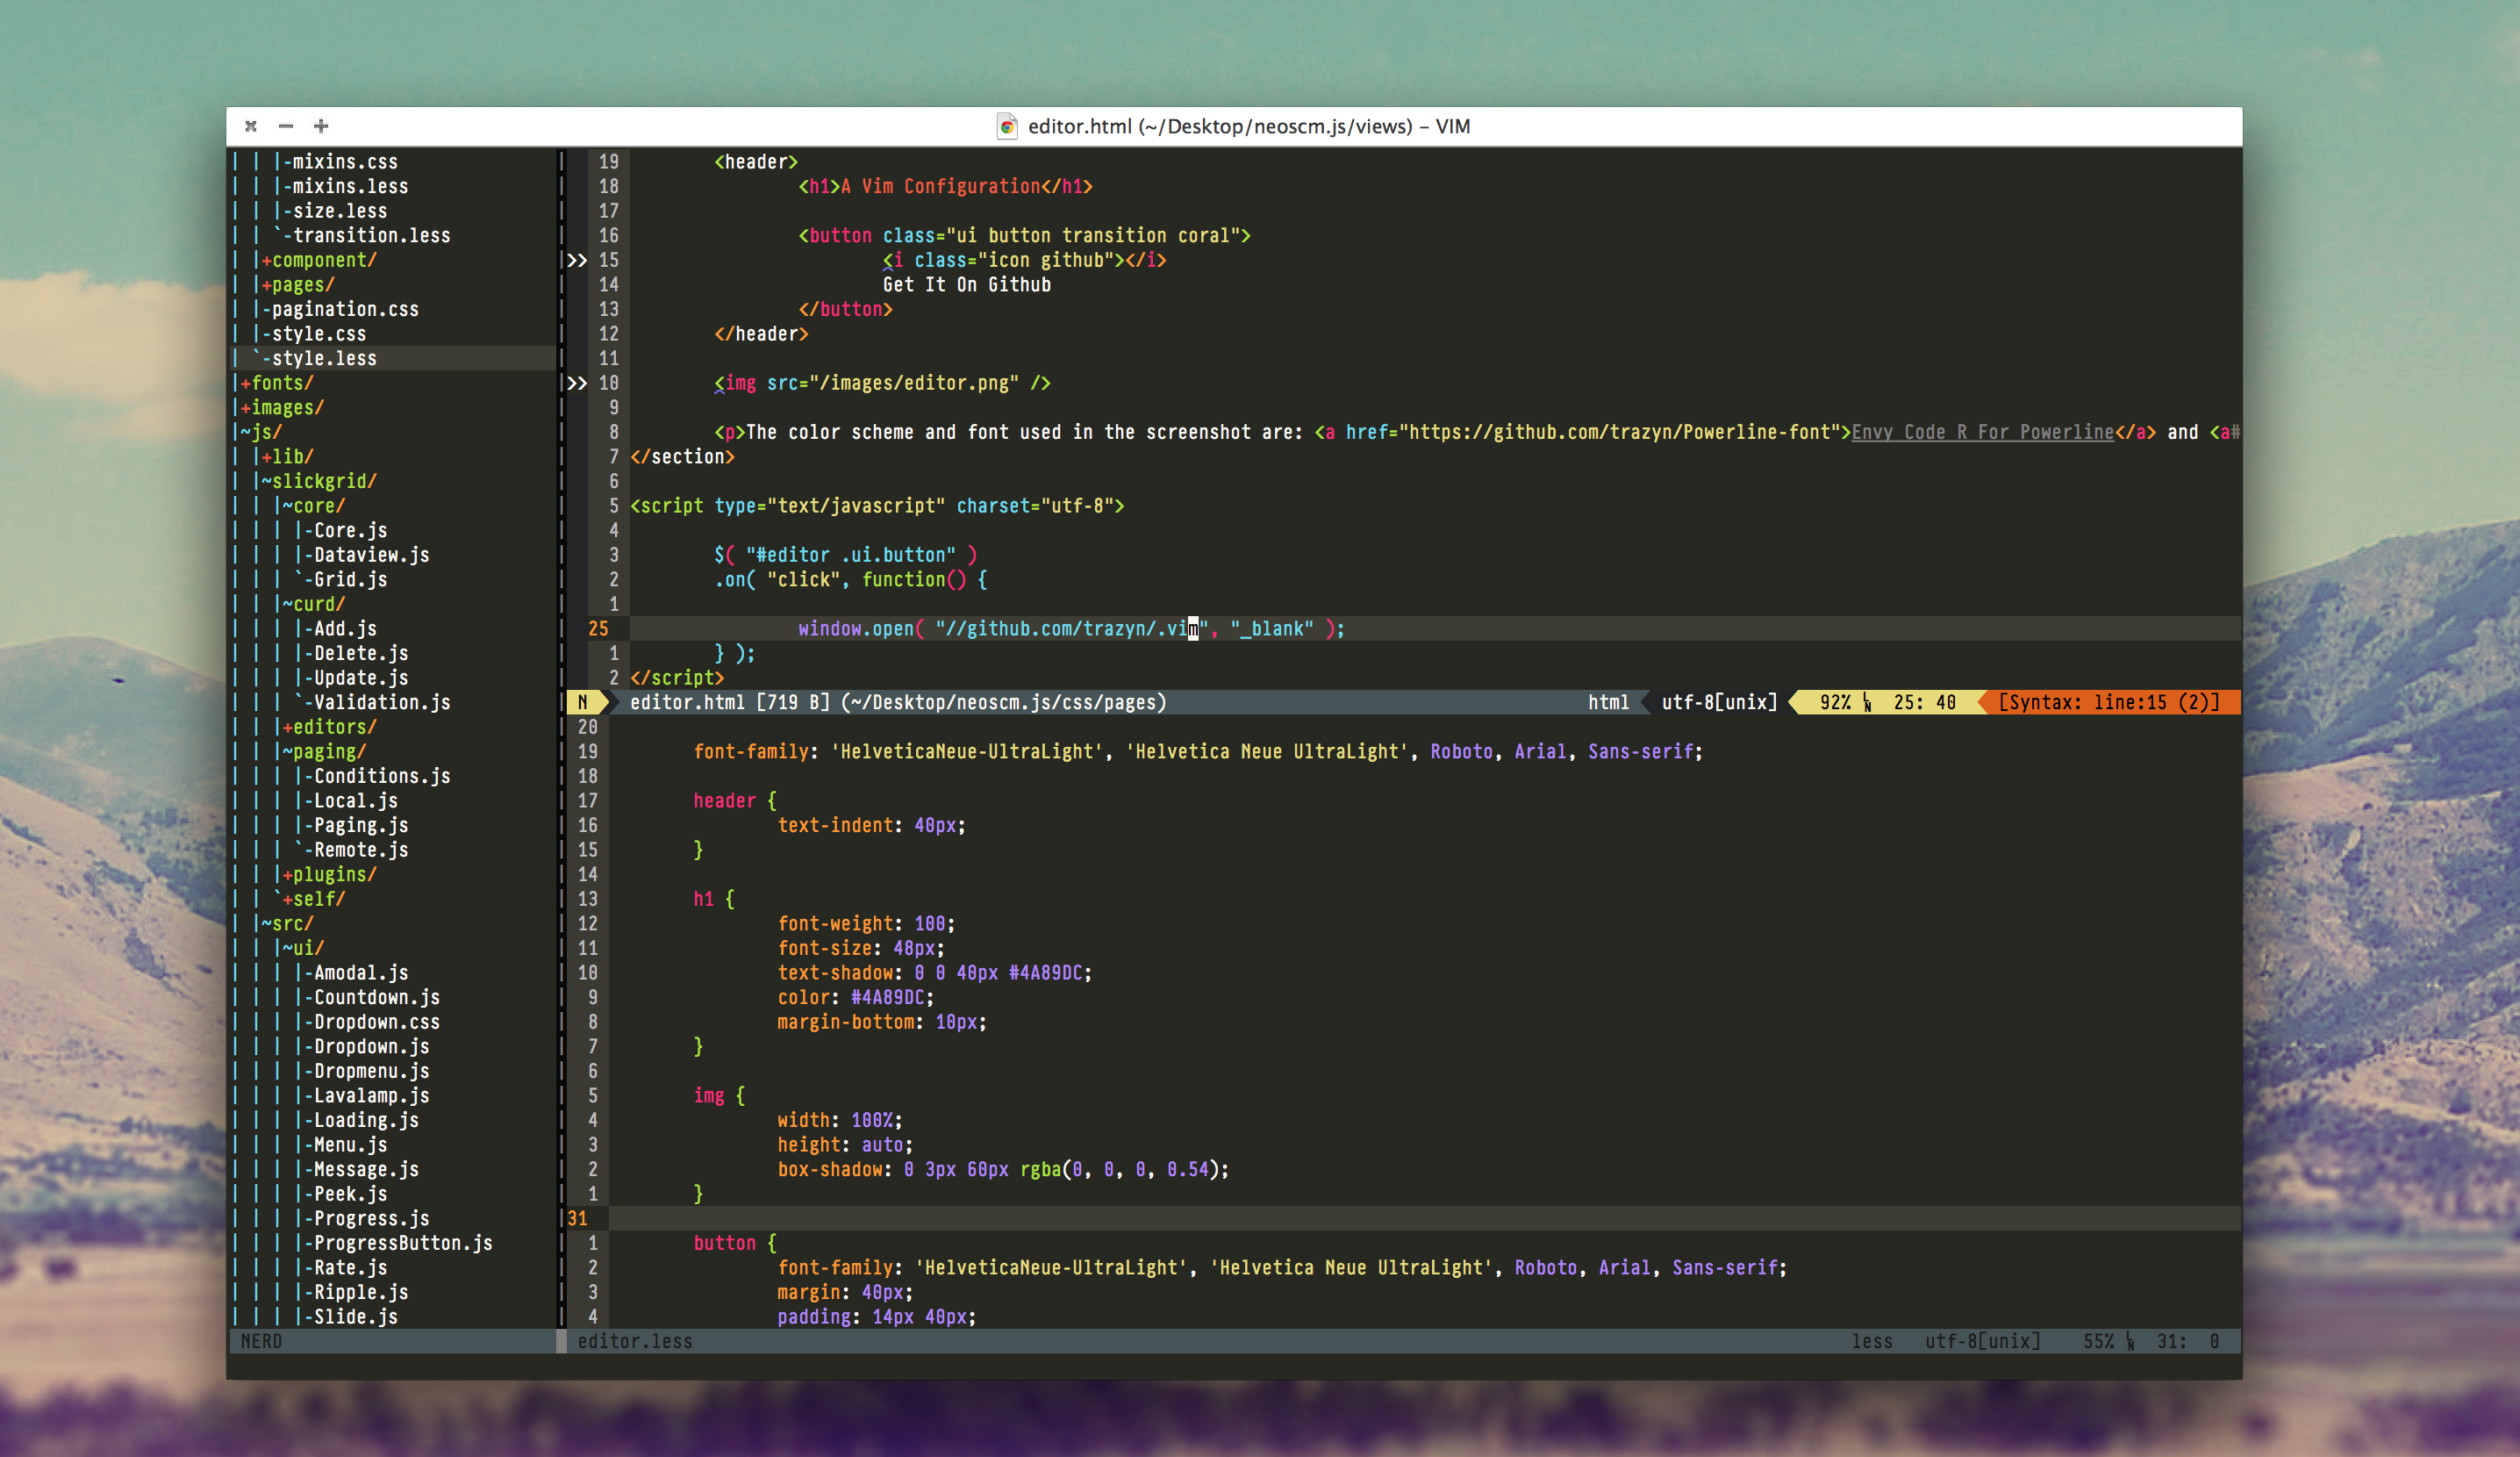 editor.html (~/Desktop/neoscm.js/views) – VIM
| | |-mixins.css
| | |-mixins.less
| | |-size.less
| | `-transition.less
| |+component/
| |+pages/
| |-pagination.css
| |-style.css
| `-style.less
|+fonts/
|+images/
|~js/
| |+lib/
| |~slickgrid/
| | |~core/
| | | |-Core.js
| | | |-Dataview.js
| | | `-Grid.js
| | |~curd/
| | | |-Add.js
| | | |-Delete.js
| | | |-Update.js
| | | `-Validation.js
| | |+editors/
| | |~paging/
| | | |-Conditions.js
| | | |-Local.js
| | | |-Paging.js
| | | `-Remote.js
| | |+plugins/
| | `+self/
| |~src/
| | |~ui/
| | | |-Amodal.js
| | | |-Countdown.js
| | | |-Dropdown.css
| | | |-Dropdown.js
| | | |-Dropmenu.js
| | | |-Lavalamp.js
| | | |-Loading.js
| | | |-Menu.js
| | | |-Message.js
| | | |-Peek.js
| | | |-Progress.js
| | | |-ProgressButton.js
| | | |-Rate.js
| | | |-Ripple.js
| | | |-Slide.js
NERD
19 <header>
18 <h1>A Vim Configuration</h1>
17
16 <button class="ui button transition coral">
>> 15 <i class="icon github"></i>
14 Get It On Github
13 </button>
12 </header>
11
>> 10 <img src="/images/editor.png" />
9
8 <p>The color scheme and font used in the screenshot are: <a href="https://github.com/trazyn/Powerline-font">Envy Code R For Powerline</a> and <a#
7 </section>
6
5 <script type="text/javascript" charset="utf-8">
4
3 $( "#editor .ui.button" )
2 .on( "click", function() {
1
25 window.open( "//github.com/trazyn/.vim", "_blank" );
1 } );
2 </script>
N editor.html [719 B] (~/Desktop/neoscm.js/css/pages) html utf-8[unix] 92% LN 25: 40 [Syntax: line:15 (2)]
20
19 font-family: 'HelveticaNeue-UltraLight', 'Helvetica Neue UltraLight', Roboto, Arial, Sans-serif;
18
17 header {
16 text-indent: 40px;
15 }
14
13 h1 {
12 font-weight: 100;
11 font-size: 48px;
10 text-shadow: 0 0 40px #4A89DC;
9 color: #4A89DC;
8 margin-bottom: 10px;
7 }
6
5 img {
4 width: 100%;
3 height: auto;
2 box-shadow: 0 3px 60px rgba(0, 0, 0, 0.54);
1 }
31
1 button {
2 font-family: 'HelveticaNeue-UltraLight', 'Helvetica Neue UltraLight', Roboto, Arial, Sans-serif;
3 margin: 40px;
4 padding: 14px 40px;
editor.less less utf-8[unix] 55% LN 31: 0